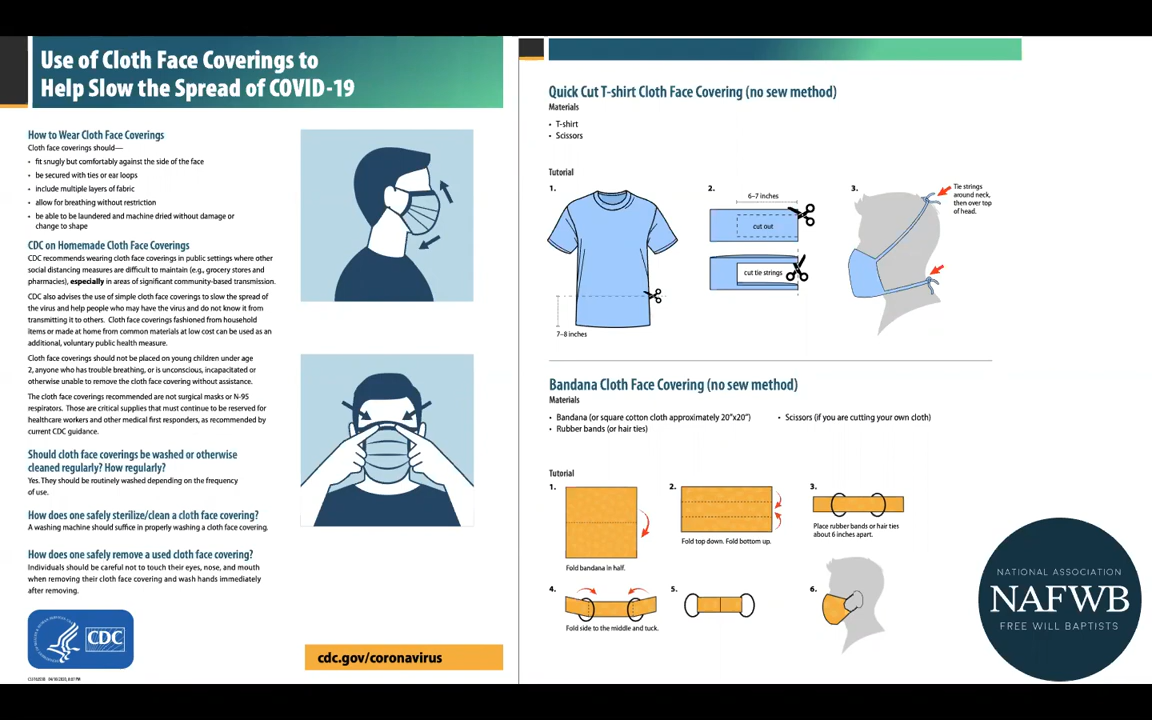 Use of Cloth Face Coverings to
Help Slow the Spread of COVID-19
How to Wear Cloth Face Coverings
Cloth face coverings should—
• fit snugly but comfortably against the side of the face
• be secured with ties or ear loops
• include multiple layers of fabric
• allow for breathing without restriction
• be able to be laundered and machine dried without damage or
change to shape
CDC on Homemade Cloth Face Coverings
CDC recommends wearing cloth face coverings in public settings where other
social distancing measures are difficult to maintain (e.g., grocery stores and
pharmacies), especially in areas of significant community-based transmission.
CDC also advises the use of simple cloth face coverings to slow the spread of
the virus and help people who may have the virus and do not know it from
transmitting it to others. Cloth face coverings fashioned from household
items or made at home from common materials at low cost can be used as an
additional, voluntary public health measure.
Cloth face coverings should not be placed on young children under age
2, anyone who has trouble breathing, or is unconscious, incapacitated or
otherwise unable to remove the cloth face covering without assistance.
The cloth face coverings recommended are not surgical masks or N-95
respirators. Those are critical supplies that must continue to be reserved for
healthcare workers and other medical first responders, as recommended by
current CDC guidance.
Should cloth face coverings be washed or otherwise
cleaned regularly? How regularly?
Yes. They should be routinely washed depending on the frequency
of use.
How does one safely sterilize/clean a cloth face covering?
A washing machine should suffice in properly washing a cloth face covering.
How does one safely remove a used cloth face covering?
Individuals should be careful not to touch their eyes, nose, and mouth
when removing their cloth face covering and wash hands immediately
after removing.
CDC
cdc.gov/coronavirus
Quick Cut T-shirt Cloth Face Covering (no sew method)
Materials
• T-shirt
• Scissors
Tutorial
1.
7–8 inches
2.
6–7 inches
cut out
cut tie strings
3.
Tie strings
around neck,
then over top
of head.
Bandana Cloth Face Covering (no sew method)
Materials
• Bandana (or square cotton cloth approximately 20"x20")
• Rubber bands (or hair ties)
• Scissors (if you are cutting your own cloth)
Tutorial
1.
Fold bandana in half.
2.
Fold top down. Fold bottom up.
3.
Place rubber bands or hair ties
about 6 inches apart.
4.
Fold side to the middle and tuck.
5.
6.
NATIONAL ASSOCIATION
NAFWB
FREE WILL BAPTISTS